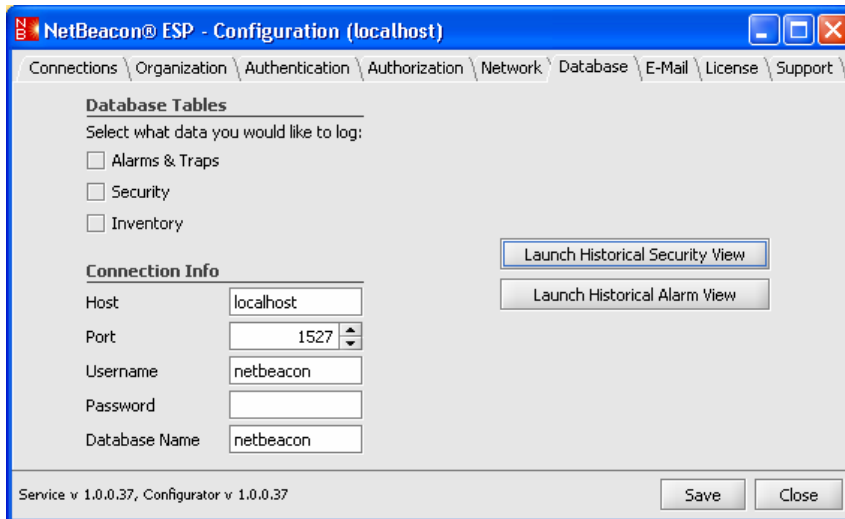 NB NetBeacon® ESP - Configuration (localhost)
Connections Organization Authentication Authorization Network Database E-Mail License Support
Database Tables
Select what data you would like to log:
Alarms & Traps
Security
Inventory
Launch Historical Security View
Connection Info
Launch Historical Alarm View
Host localhost
Port 1527
Username netbeacon
Password
Database Name netbeacon
Service v 1.0.0.37, Configurator v 1.0.0.37 Save Close